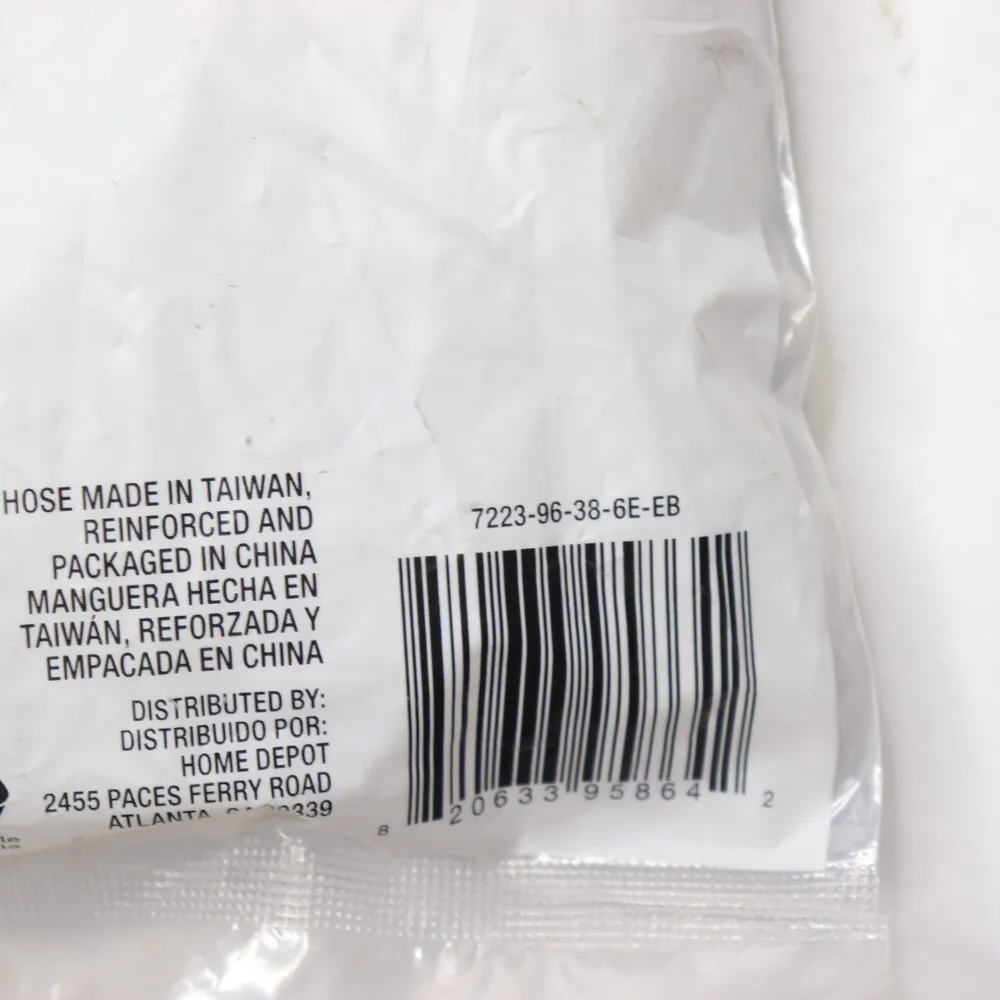 HOSE MADE IN TAIWAN,
REINFORCED AND
PACKAGED IN CHINA
MANGUERA HECHA EN
TAIWÁN, REFORZADA Y
EMPACADA EN CHINA
DISTRIBUTED BY:
DISTRIBUIDO POR:
HOME DEPOT
2455 PACES FERRY ROAD
ATLANTA
7223-96-38-6E-EB
8 20633 95864 2